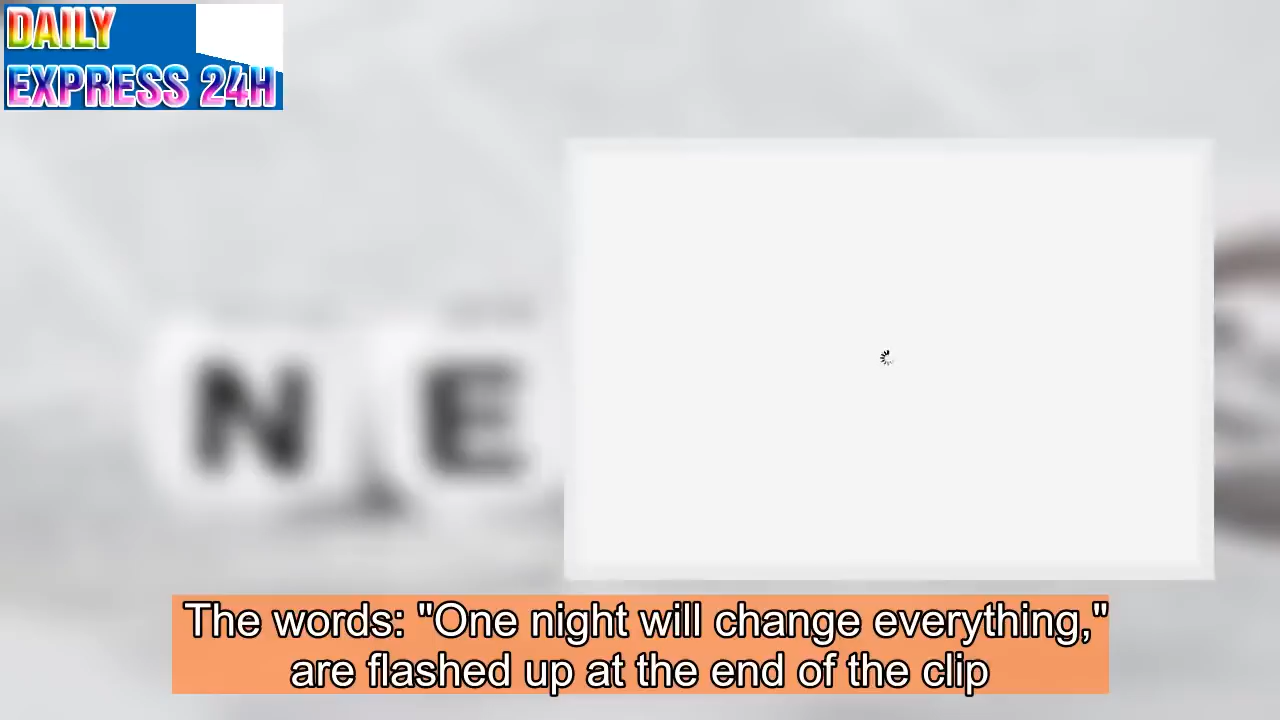 DAILY
EXPRESS 24H
N E
The words: "One night will change everything,"
are flashed up at the end of the clip